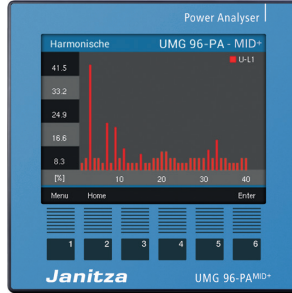 Power Analyser
Harmonische UMG 96-PA - MID+
U-L1
41.5
33.2
24.9
16.6
8.3
[%] 10 20 30 40
Menu Home Enter
1 2 3 4 5 6
Janitza UMG 96-PAMID+